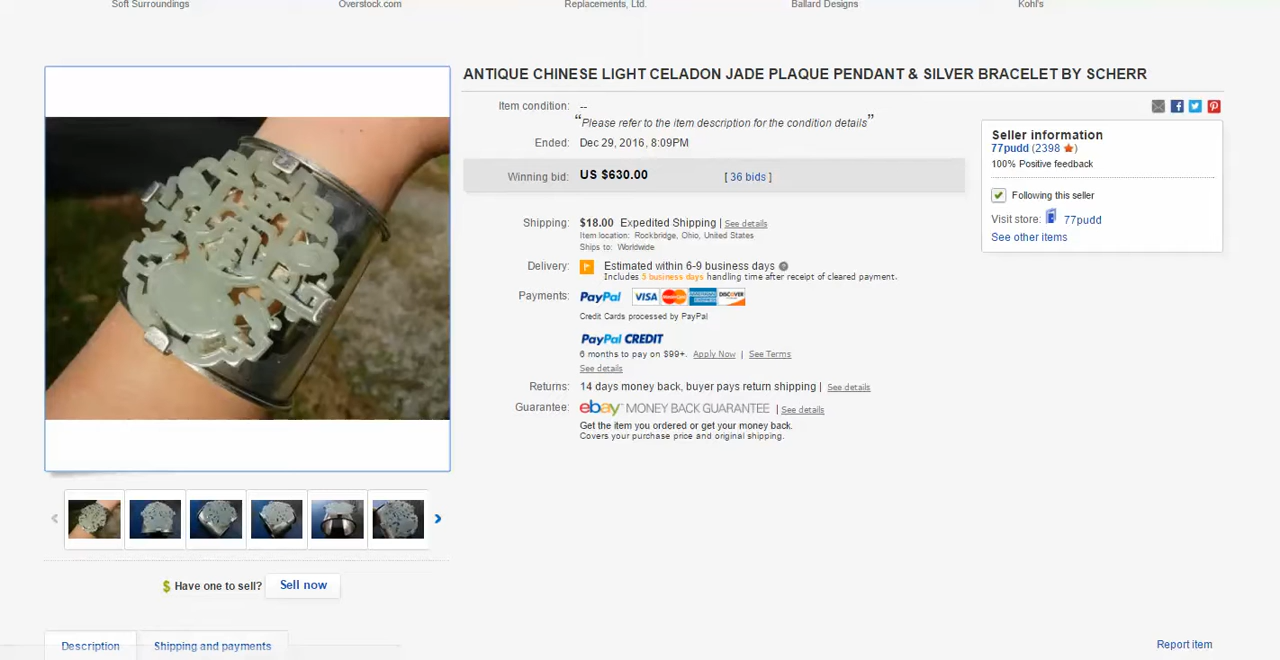 Soft Surroundings
Overstock.com
Replacements, Ltd.
Ballard Designs
Kohl's
ANTIQUE CHINESE LIGHT CELADON JADE PLAQUE PENDANT & SILVER BRACELET BY SCHERR
Item condition: --
“Please refer to the item description for the condition details”
Ended: Dec 29, 2016, 8:09PM
Winning bid: US $630.00 [ 36 bids ]
Shipping: $18.00 Expedited Shipping | See details
Item location: Rockbridge, Ohio, United States
Ships to: Worldwide
Delivery: Estimated within 6-9 business days ?
Includes 5 business days handling time after receipt of cleared payment.
Payments: PayPal VISA MasterCard AMERICAN EXPRESS DISCOVER
Credit Cards processed by PayPal
PayPal CREDIT
6 months to pay on $99+. Apply Now | See Terms
See details
Returns: 14 days money back, buyer pays return shipping | See details
Guarantee: ebay™ MONEY BACK GUARANTEE | See details
Get the item you ordered or get your money back.
Covers your purchase price and original shipping.
Seller information
77pudd (2398 ★)
100% Positive feedback
Following this seller
Visit store: 77pudd
See other items
$ Have one to sell? Sell now
Description
Shipping and payments
Report item